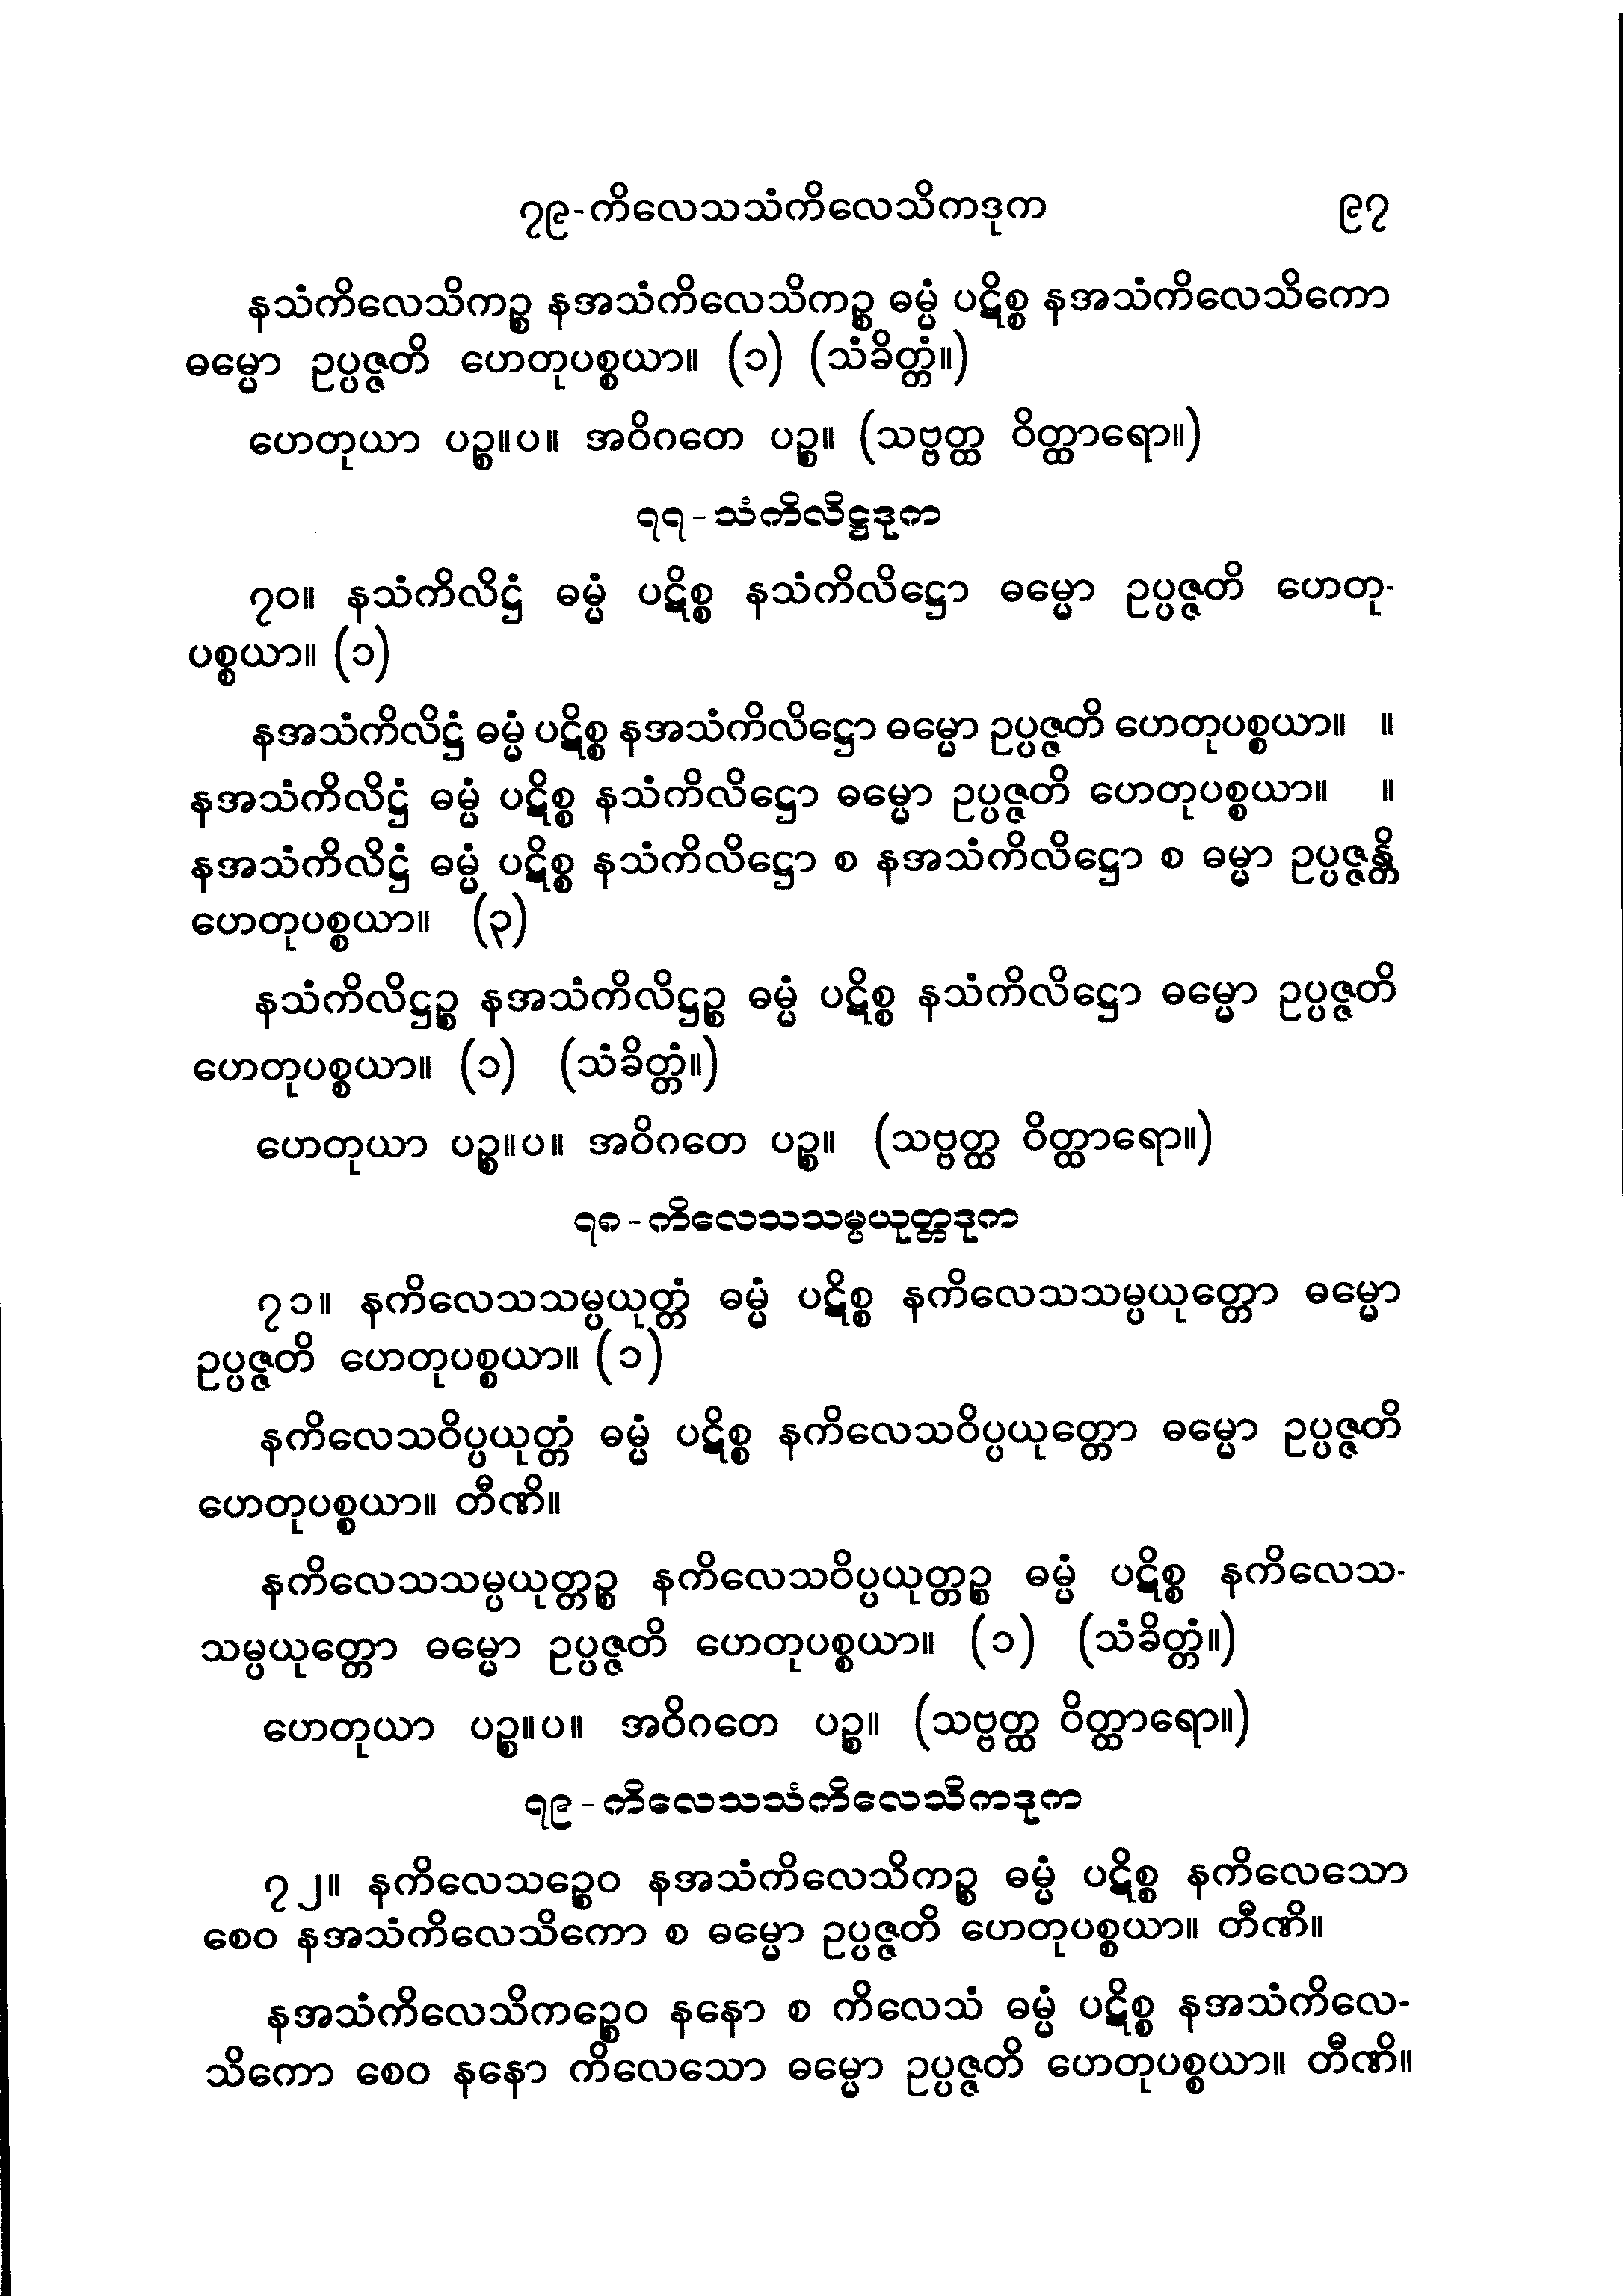 ၇၉-ကိလေသသံကိလေသိကဒုက ၉၇
နသံကိလေသိကဉ္စ နအသံကိလေသိကဉ္စ ဓမ္မံ ပဋိစ္စ နအသံကိလေသိကော
ဓမ္မော ဥပ္ပဇ္ဇတိ ဟေတုပစ္စယာ။ (၁) (သံခိတ္တံ။)
ဟေတုယာ ပဉ္စ။ပ။ အဝိဂတေ ပဉ္စ။ (သဗ္ဗတ္ထ ဝိတ္ထာရော။)
၇၇-သံကိလိဋ္ဌဒုက
၇၀။ နသံကိလိဋ္ဌံ ဓမ္မံ ပဋိစ္စ နသံကိလိဋ္ဌော ဓမ္မော ဥပ္ပဇ္ဇတိ ဟေတု-
ပစ္စယာ။ (၁)
နအသံကိလိဋ္ဌံ ဓမ္မံ ပဋိစ္စ နအသံကိလိဋ္ဌော ဓမ္မော ဥပ္ပဇ္ဇတိ ဟေတုပစ္စယာ။ ။
နအသံကိလိဋ္ဌံ ဓမ္မံ ပဋိစ္စ နသံကိလိဋ္ဌော ဓမ္မော ဥပ္ပဇ္ဇတိ ဟေတုပစ္စယာ။ ။
နအသံကိလိဋ္ဌံ ဓမ္မံ ပဋိစ္စ နသံကိလိဋ္ဌော စ နအသံကိလိဋ္ဌော စ ဓမ္မာ ဥပ္ပဇ္ဇန္တိ
ဟေတုပစ္စယာ။ (၃)
နသံကိလိဋ္ဌဉ္စ နအသံကိလိဋ္ဌဉ္စ ဓမ္မံ ပဋိစ္စ နသံကိလိဋ္ဌော ဓမ္မော ဥပ္ပဇ္ဇတိ
ဟေတုပစ္စယာ။ (၁) (သံခိတ္တံ။)
ဟေတုယာ ပဉ္စ။ပ။ အဝိဂတေ ပဉ္စ။ (သဗ္ဗတ္ထ ဝိတ္ထာရော။)
၇၈-ကိလေသသမ္ပယုတ္တဒုက
၇၁။ နကိလေသသမ္ပယုတ္တံ ဓမ္မံ ပဋိစ္စ နကိလေသသမ္ပယုတ္တော ဓမ္မော
ဥပ္ပဇ္ဇတိ ဟေတုပစ္စယာ။ (၁)
နကိလေသဝိပ္ပယုတ္တံ ဓမ္မံ ပဋိစ္စ နကိလေသဝိပ္ပယုတ္တော ဓမ္မော ဥပ္ပဇ္ဇတိ
ဟေတုပစ္စယာ။ တီဏိ။
နကိလေသသမ္ပယုတ္တဉ္စ နကိလေသဝိပ္ပယုတ္တဉ္စ ဓမ္မံ ပဋိစ္စ နကိလေသ-
သမ္ပယုတ္တော ဓမ္မော ဥပ္ပဇ္ဇတိ ဟေတုပစ္စယာ။ (၁) (သံခိတ္တံ။)
ဟေတုယာ ပဉ္စ။ပ။ အဝိဂတေ ပဉ္စ။ (သဗ္ဗတ္ထ ဝိတ္ထာရော။)
၇၉-ကိလေသသံကိလေသိကဒုက
၇၂။ နကိလေသဉ္စေဝ နအသံကိလေသိကဉ္စ ဓမ္မံ ပဋိစ္စ နကိလေသော
စေဝ နအသံကိလေသိကော စ ဓမ္မော ဥပ္ပဇ္ဇတိ ဟေတုပစ္စယာ။ တီဏိ။
နအသံကိလေသိကဉ္စေဝ နနော စ ကိလေသံ ဓမ္မံ ပဋိစ္စ နအသံကိလေ-
သိကော စေဝ နနော ကိလေသော ဓမ္မော ဥပ္ပဇ္ဇတိ ဟေတုပစ္စယာ။ တီဏိ။